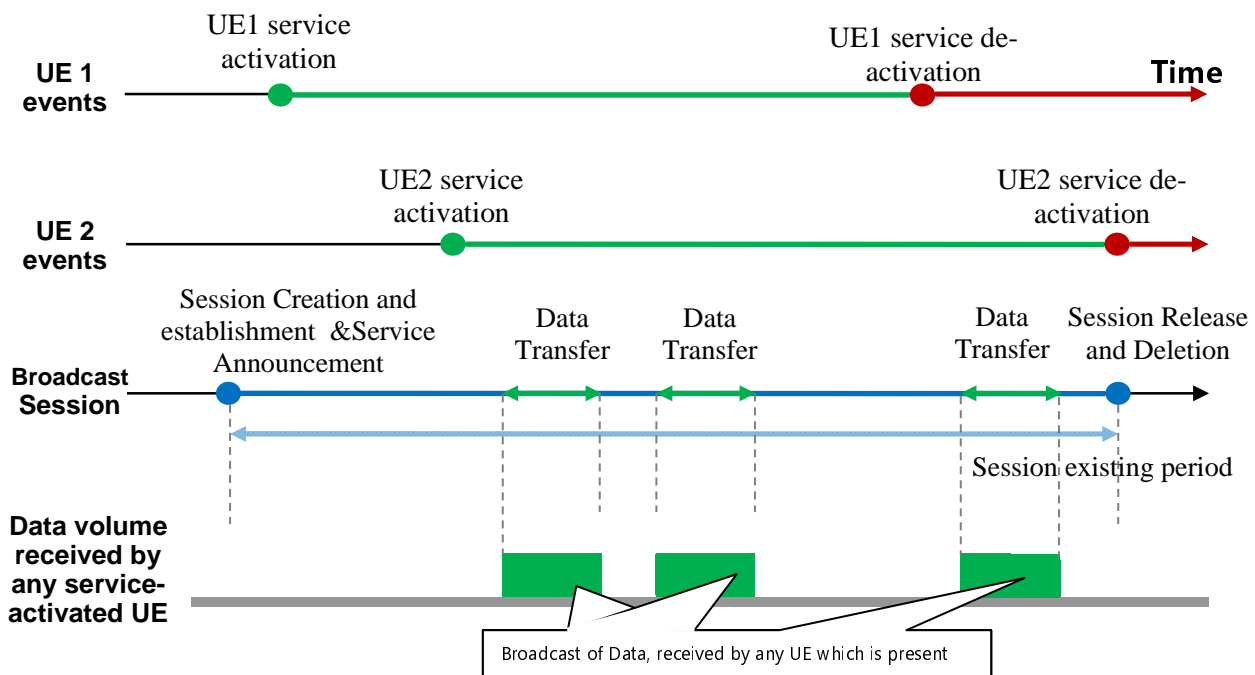 UE1 service
activation
UE1 service de-
activation
Time
UE 1
events
UE2 service
activation
UE2 service de-
activation
UE 2
events
Session Creation and
establishment &Service
Announcement
Data
Transfer
Data
Transfer
Data
Transfer
Session Release
and Deletion
Broadcast
Session
Session existing period
Data volume
received by
any service-
activated UE
Broadcast of Data, received by any UE which is present